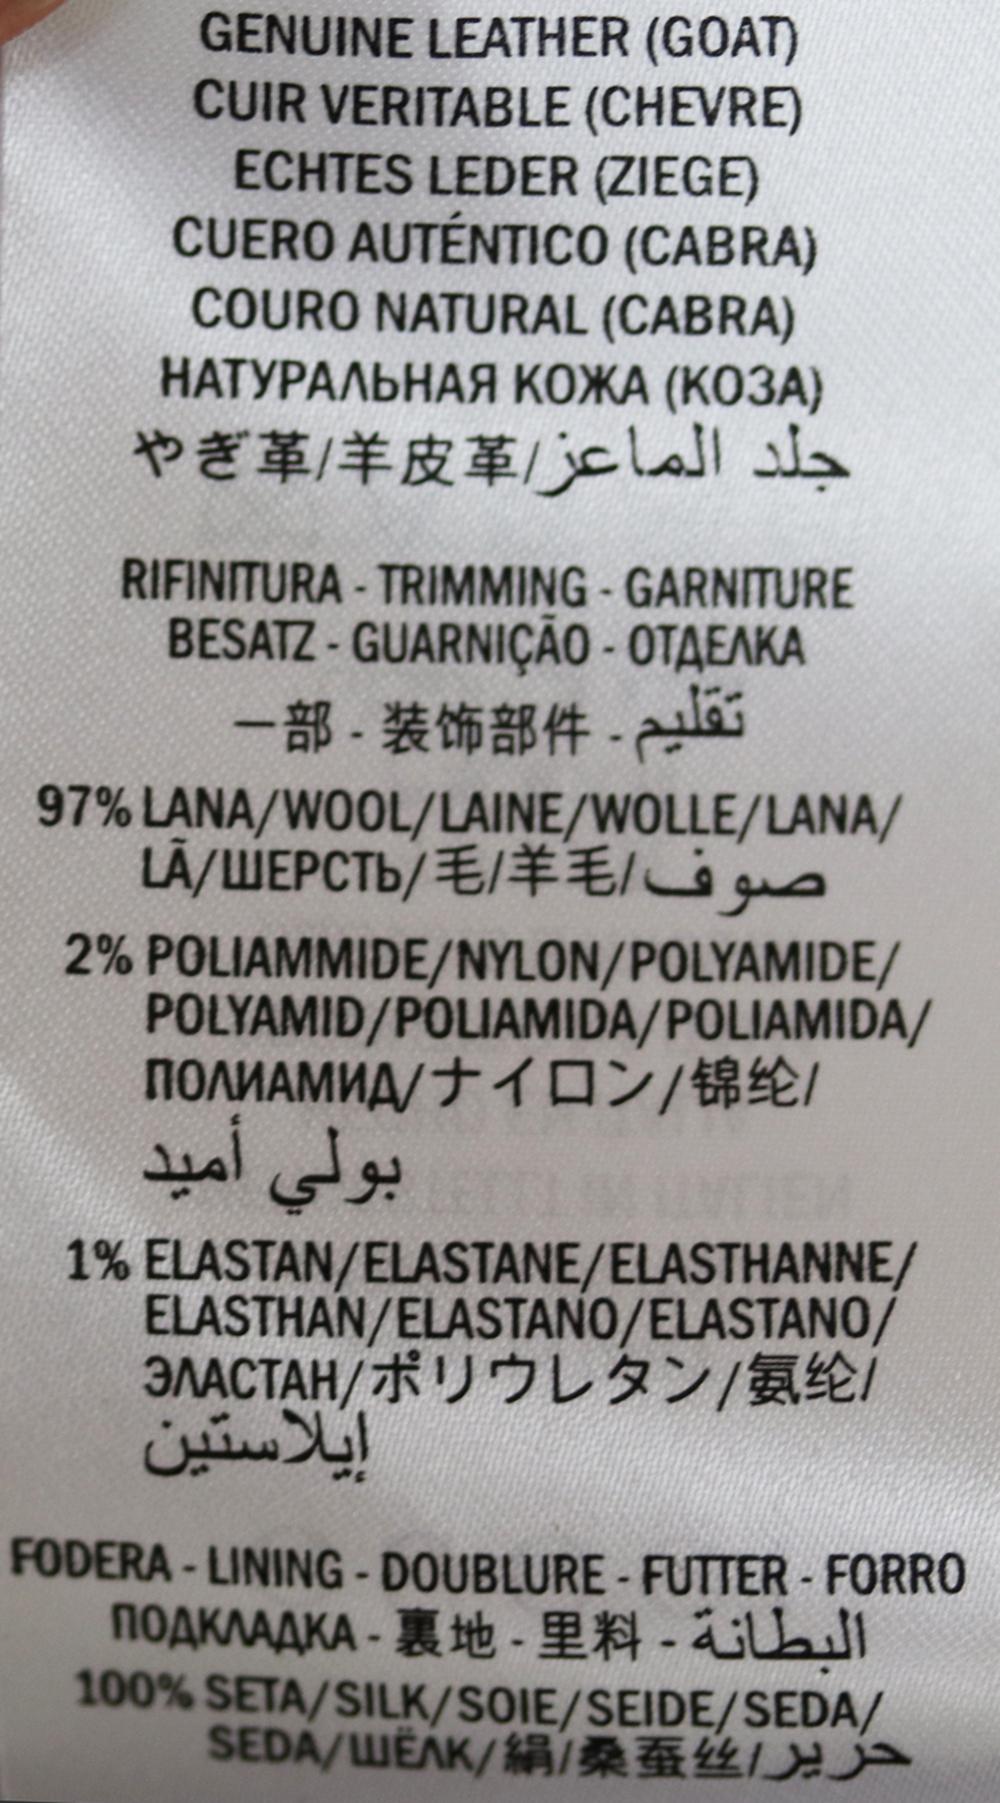 GENUINE LEATHER (GOAT)
CUIR VERITABLE (CHEVRE)
ECHTES LEDER (ZIEGE)
CUERO AUTÉNTICO (CABRA)
COURO NATURAL (CABRA)
НАТУРАЛЬНАЯ КОЖА (КОЗА)
やぎ革/羊皮革/جلد الماعز
RIFINITURA - TRIMMING - GARNITURE
BESATZ - GUARNIÇÃO - ОТДЕЛКА
一部 - 装饰部件 - تقليم
97% LANA/WOOL/LAINE/WOLLE/LANA/
LÃ/ШЕРСТЬ/毛/羊毛/صوف
2% POLIAMMIDE/NYLON/POLYAMIDE/
POLYAMID/POLIAMIDA/POLIAMIDA/
ПОЛИАМИД/ナイロン/锦纶/
بولي أميد
1% ELASTAN/ELASTANE/ELASTHANNE/
ELASTHAN/ELASTANO/ELASTANO/
ЭЛАСТАН/ポリウレタン/氨纶/
إيلاستين
FODERA - LINING - DOUBLURE - FUTTER - FORRO
ПОДКЛАДКА - 裏地 - 里料 - البطانة
100% SETA/SILK/SOIE/SEIDE/SEDA/
SEDA/ШЁЛК/絹/桑蚕丝/حرير